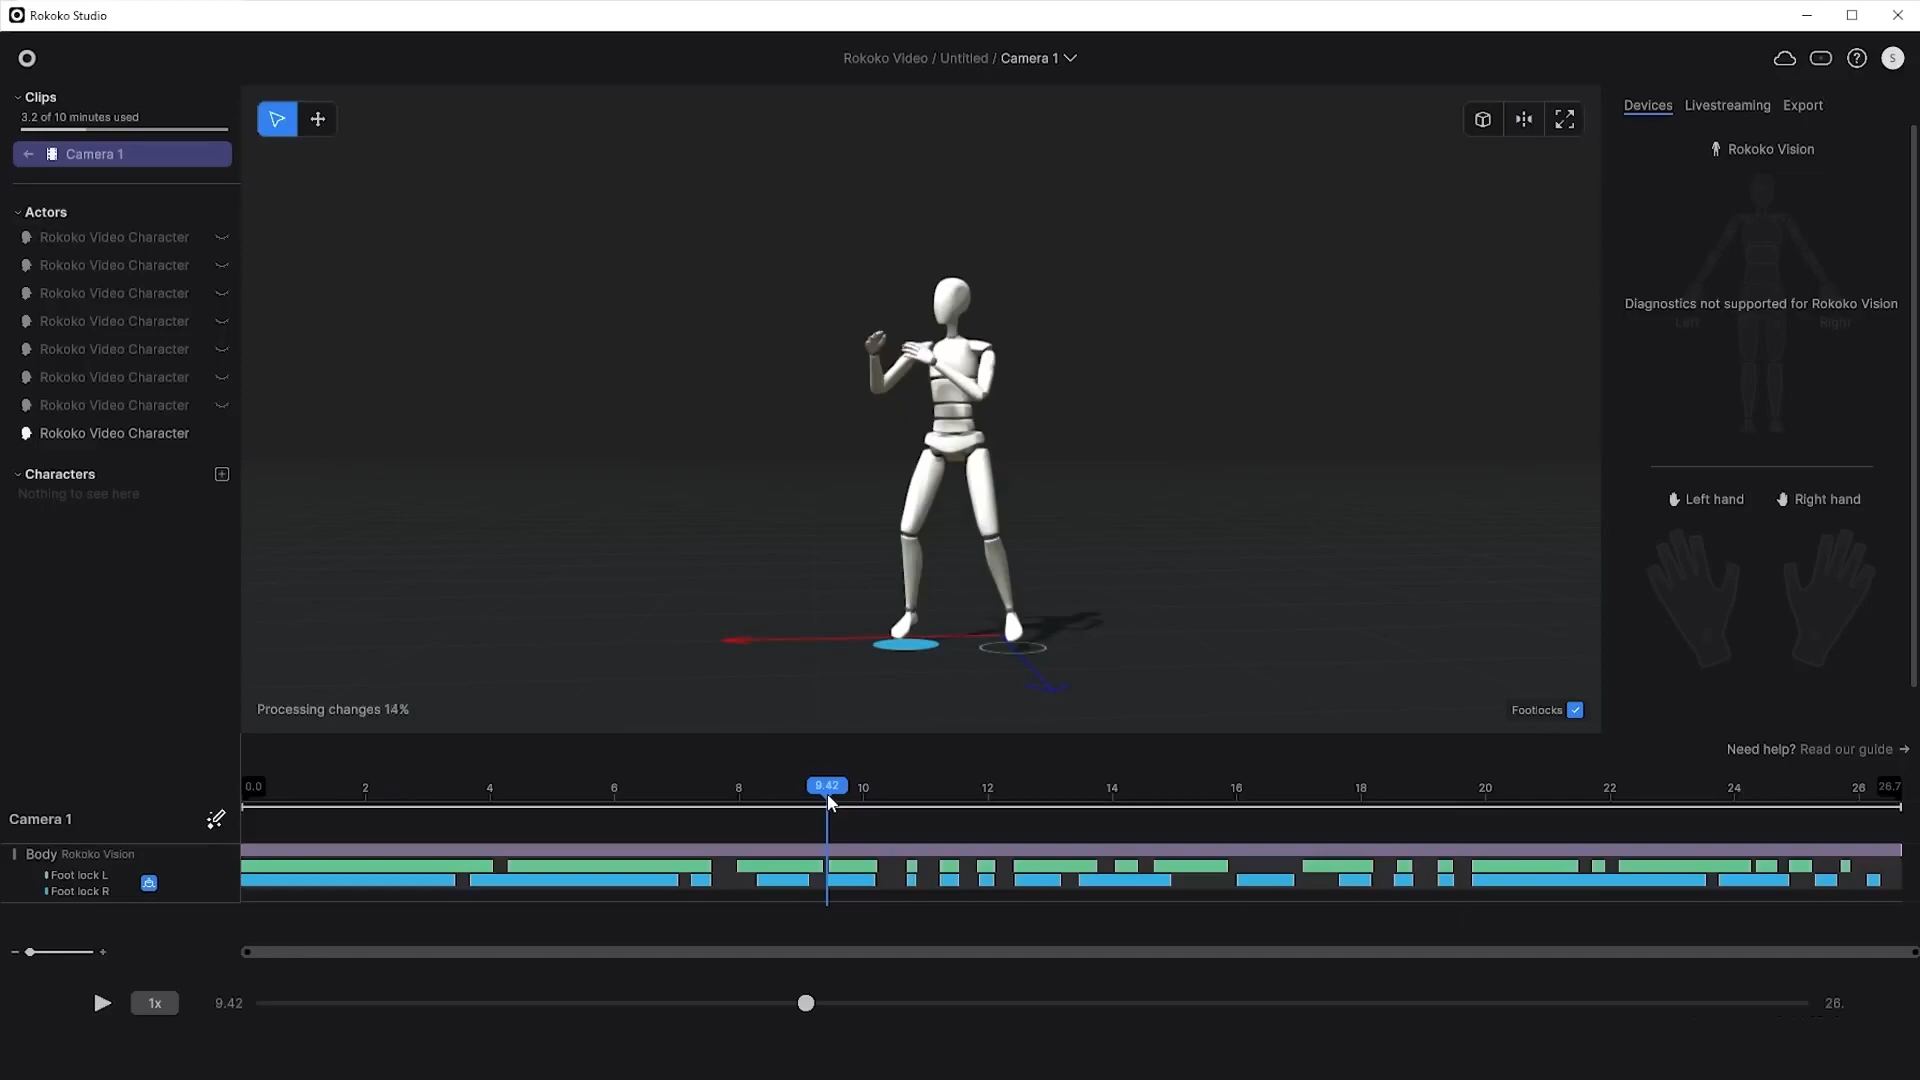 Rokoko Studio
Rokoko Video / Untitled / Camera 1
S
Clips
3.2 of 10 minutes used
Camera 1
Actors
Rokoko Video Character
Rokoko Video Character
Rokoko Video Character
Rokoko Video Character
Rokoko Video Character
Rokoko Video Character
Rokoko Video Character
Rokoko Video Character
Characters
Nothing to see here
Processing changes 14%
Footlocks
Devices Livestreaming Export
Rokoko Vision
Diagnostics not supported for Rokoko Vision
Left Right
Left hand Right hand
Need help? Read our guide →
0.0 2 4 6 8 9.42 10 12 14 16 18 20 22 24 26 26.7
Camera 1
Body Rokoko Vision
Foot lock L
Foot lock R
1x 9.42 26.